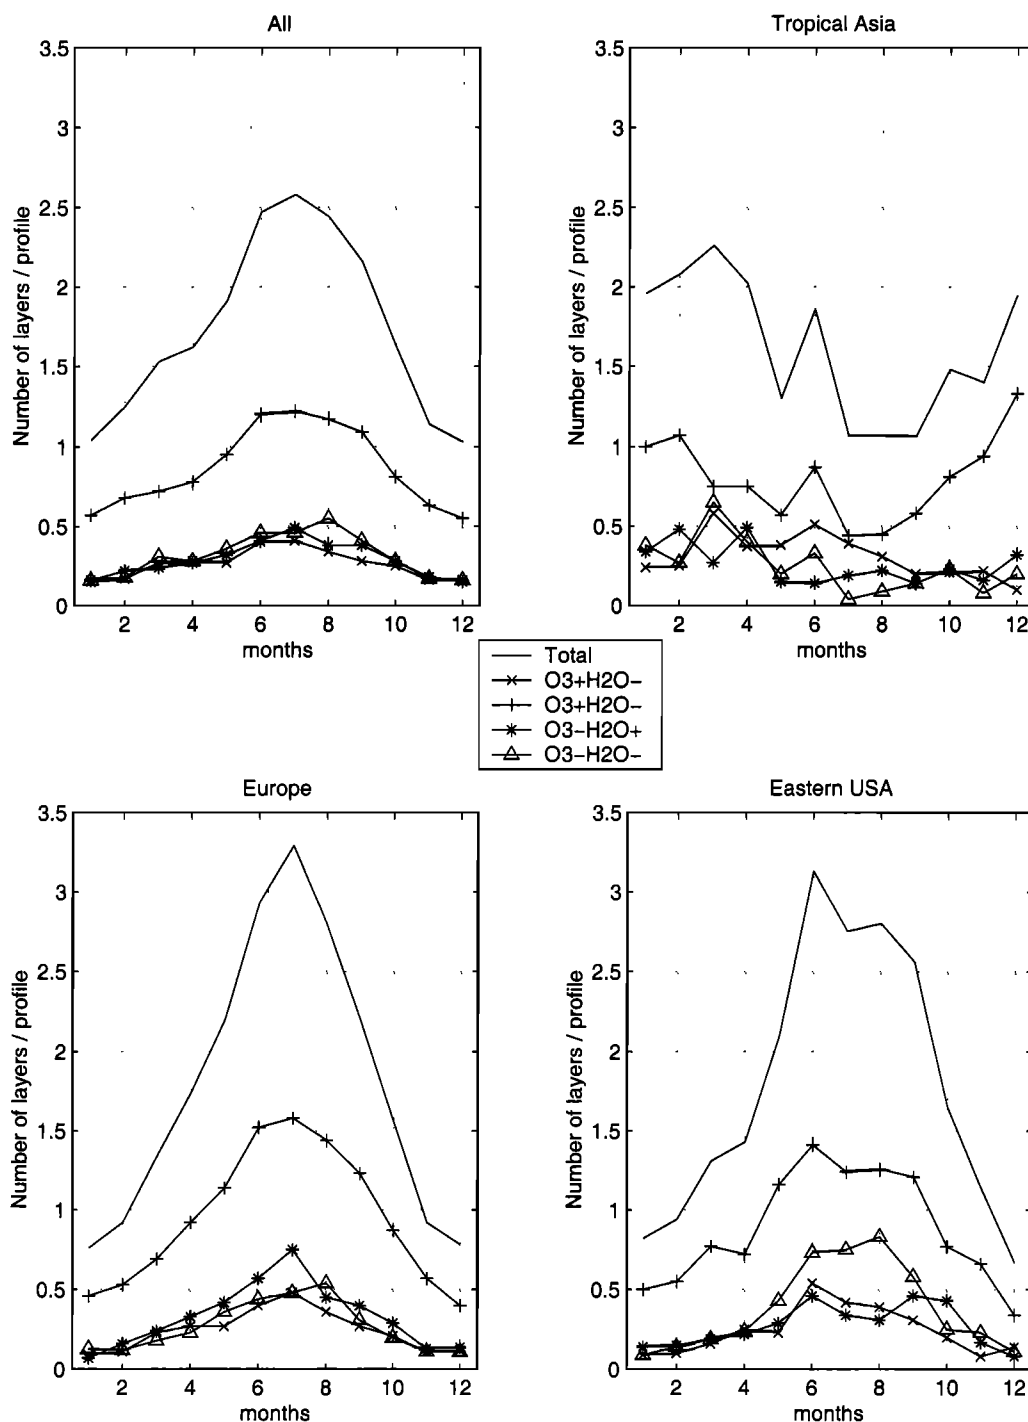 All
3.5
3
2.5
2
1.5
1
0.5
0
2 4 6 8 10 12
months
Number of layers / profile
Tropical Asia
3.5
3
2.5
2
1.5
1
0.5
0
2 4 6 8 10 12
months
Number of layers / profile
Total
O3+H2O−
O3+H2O−
O3−H2O+
O3−H2O−
Europe
3.5
3
2.5
2
1.5
1
0.5
0
2 4 6 8 10 12
months
Number of layers / profile
Eastern USA
3.5
3
2.5
2
1.5
1
0.5
0
2 4 6 8 10 12
months
Number of layers / profile